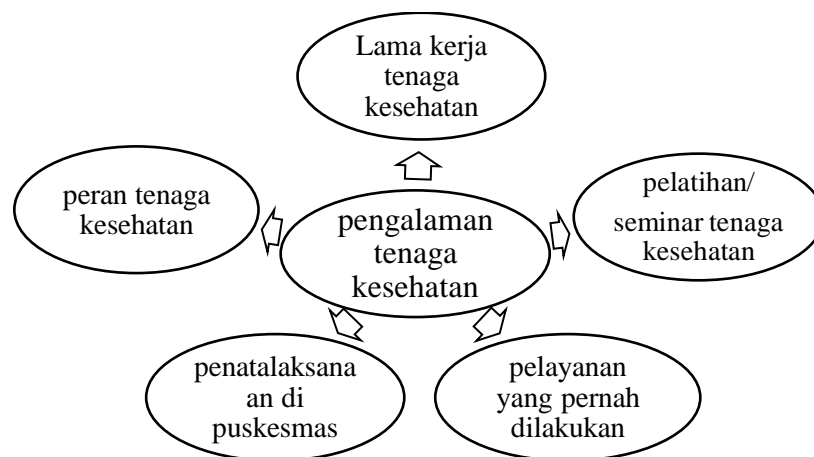 Lama kerja
tenaga
kesehatan
peran tenaga
kesehatan
pengalaman
tenaga
kesehatan
pelatihan/
seminar tenaga
kesehatan
penatalaksana
an di
puskesmas
pelayanan
yang pernah
dilakukan